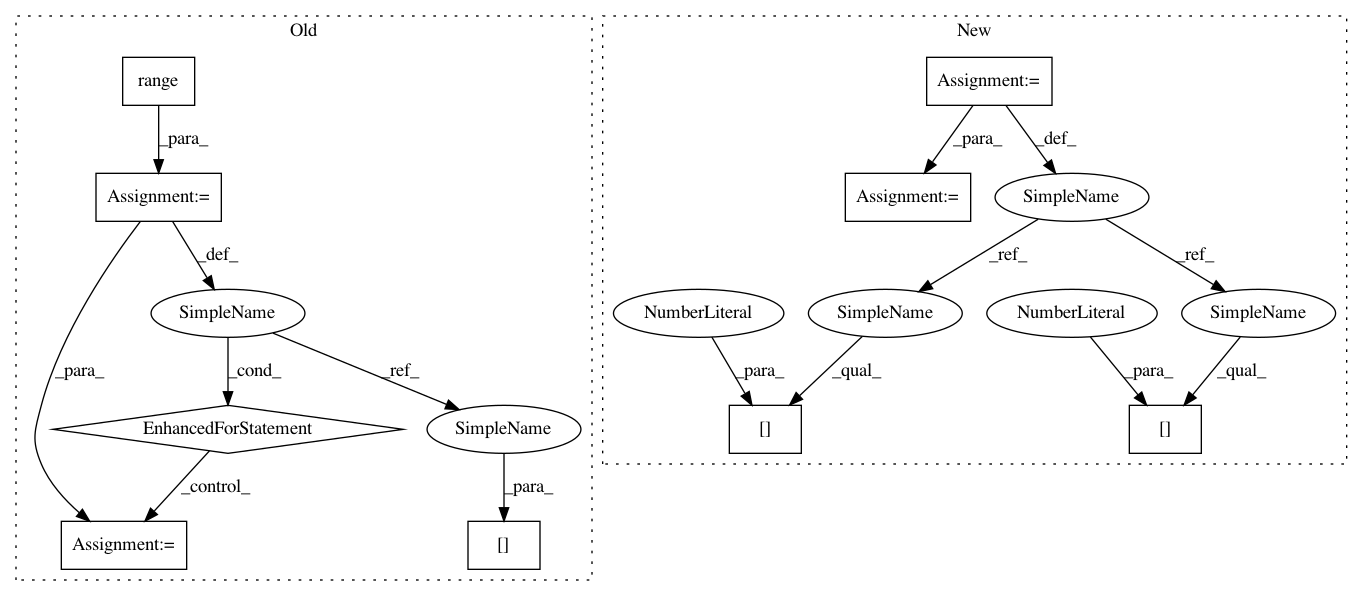 Old
New
range
Assignment:=
_para_
_para_
_def_
Assignment:=
Assignment:=
SimpleName
_def_
_ref_
_ref_
SimpleName
NumberLiteral
SimpleName
NumberLiteral
SimpleName
_para_
_cond_
_ref_
_para_
_qual_
_para_
_qual_
EnhancedForStatement
SimpleName
[]
[]
_control_
_para_
Assignment:=
[]